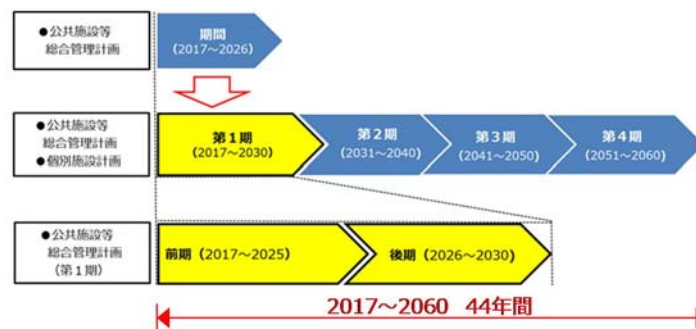 ●公共施設等
総合管理計画
期間
(2017~2026)
●公共施設等
総合管理計画
●個別施設計画
第1期
(2017~2030)
第2期
(2031~2040)
第3期
(2041~2050)
第4期
(2051~2060)
●公共施設等
総合管理計画
(第1期)
前期(2017~2025)
後期(2026~2030)
2017~2060 44年間